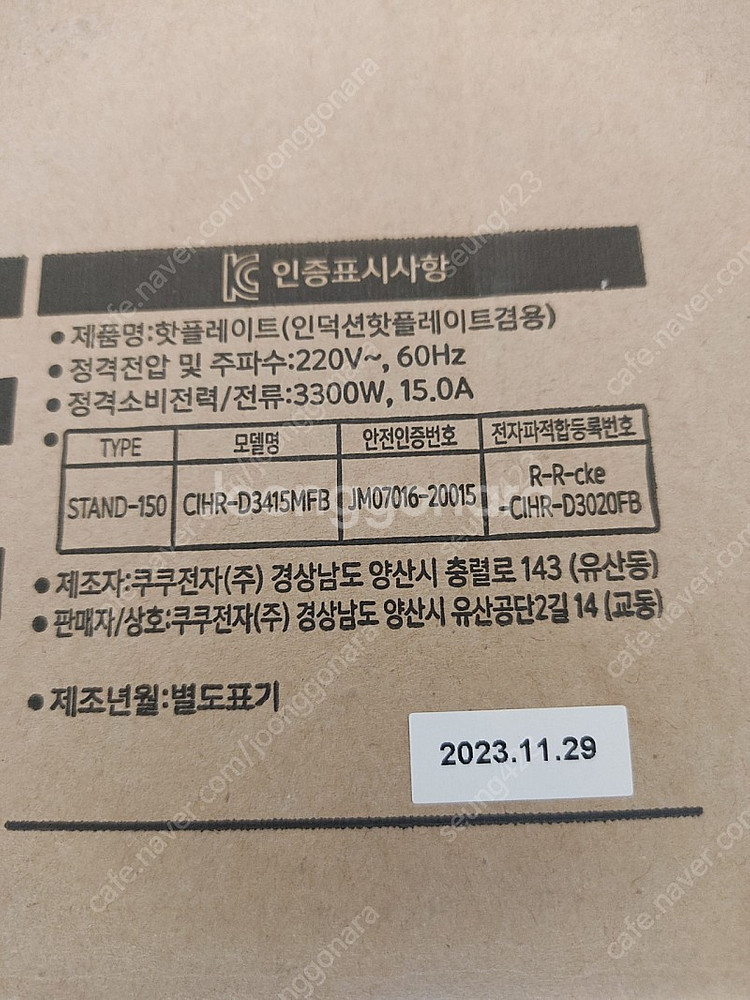 KC 인증표시사항
● 제품명:핫플레이트(인덕션핫플레이트겸용)
● 정격전압 및 주파수:220V~, 60Hz
● 정격소비전력/전류:3300W, 15.0A
● TYPE 모델명 안전인증번호 전자파적합등록번호
STAND-150 CIHR-D3415MFB JM07016-20015 R-R-cke
-CIHR-D3020FB
● 제조자:쿠쿠전자(주) 경상남도 양산시 충렬로 143 (유산동)
● 판매자/상호:쿠쿠전자(주) 경상남도 양산시 유산공단2길 14 (교동)
● 제조년월:별도표기
2023.11.29
cafe.naver.com/joonggonara
seung423
joonggonara